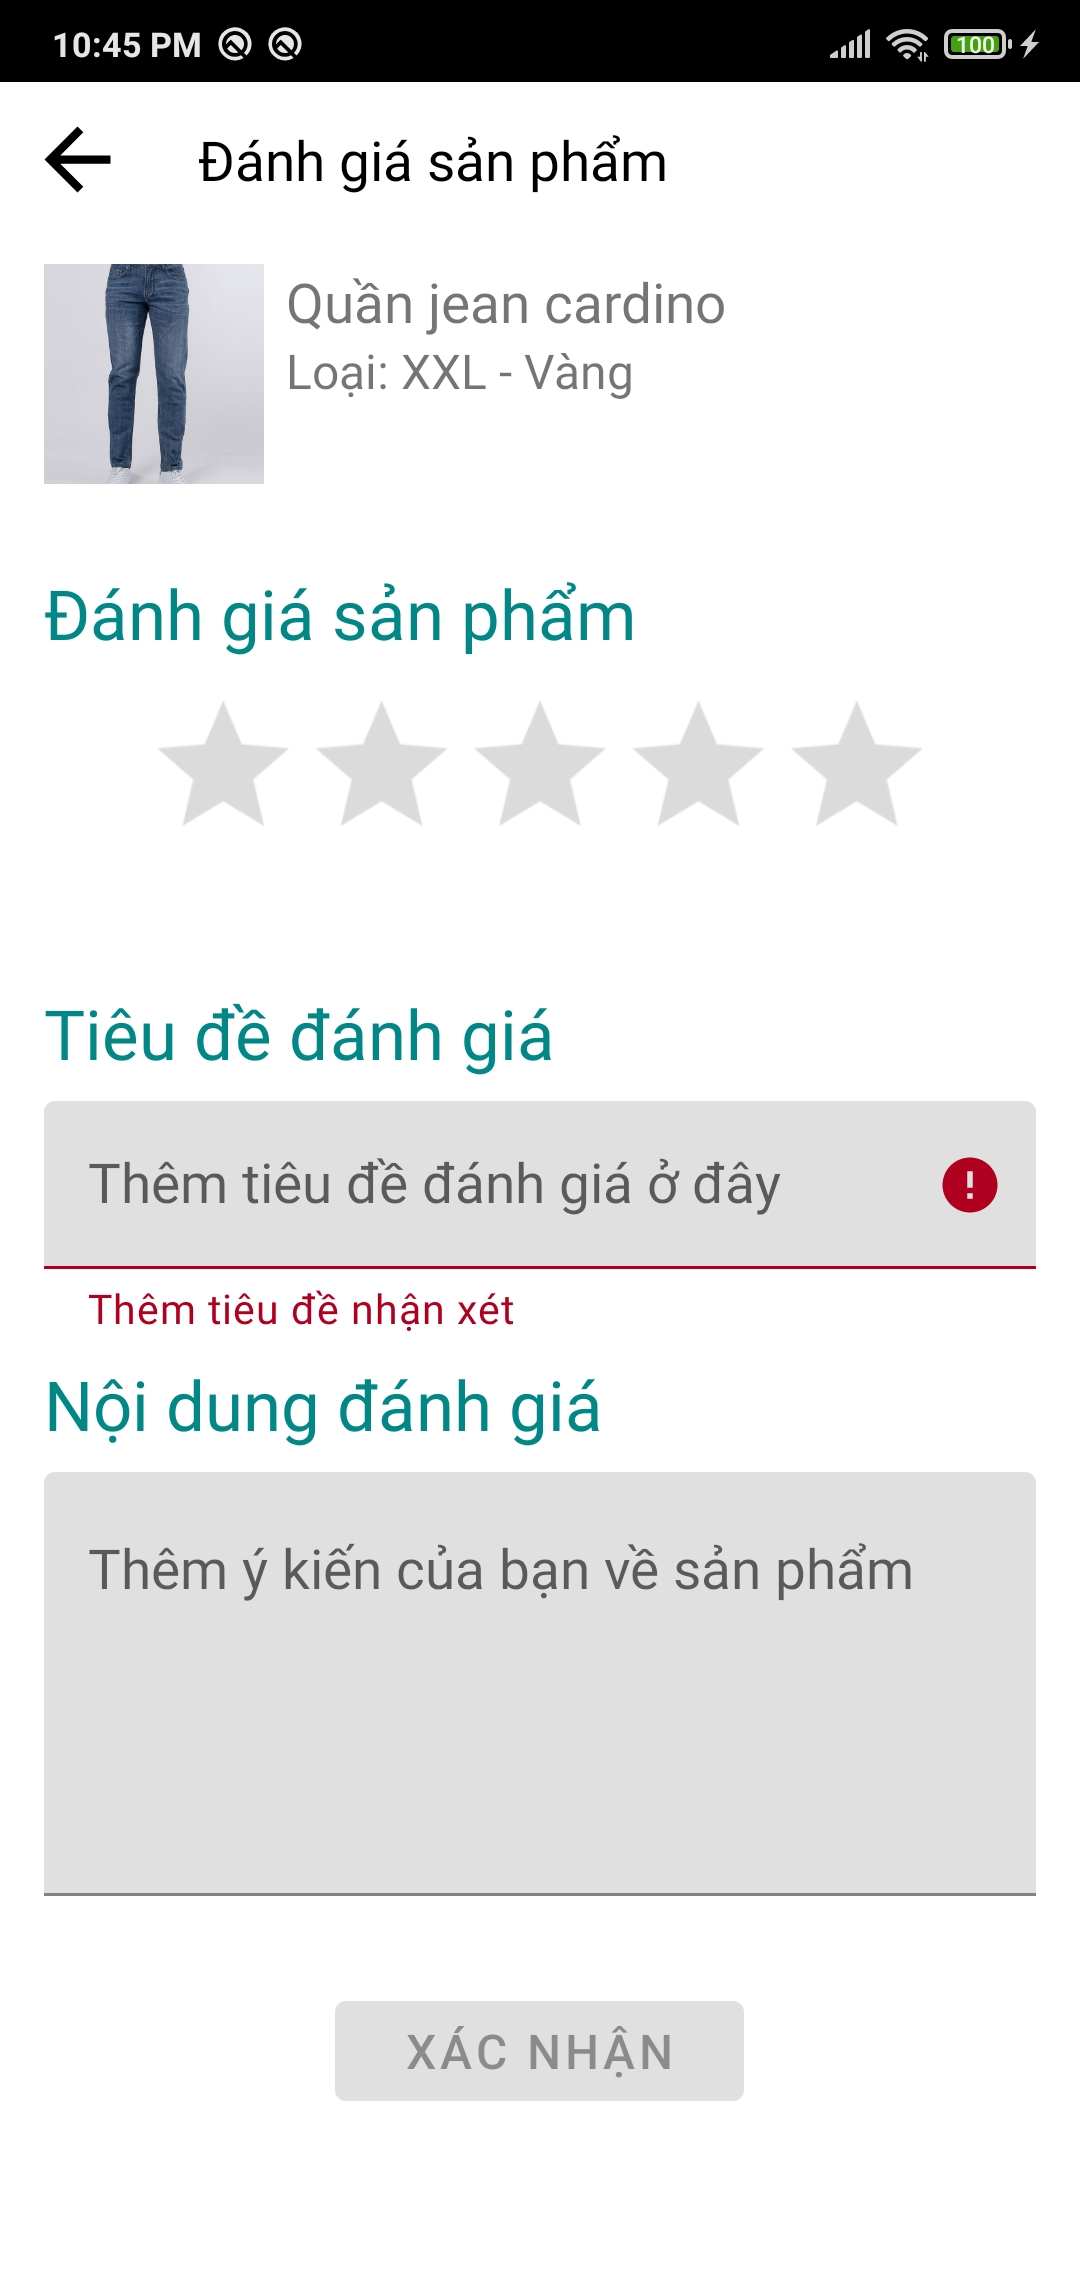 10:45 PM
100
Đánh giá sản phẩm
Quần jean cardino
Loại: XXL - Vàng
Đánh giá sản phẩm
Tiêu đề đánh giá
Thêm tiêu đề đánh giá ở đây
Thêm tiêu đề nhận xét
Nội dung đánh giá
Thêm ý kiến của bạn về sản phẩm
XÁC NHẬN